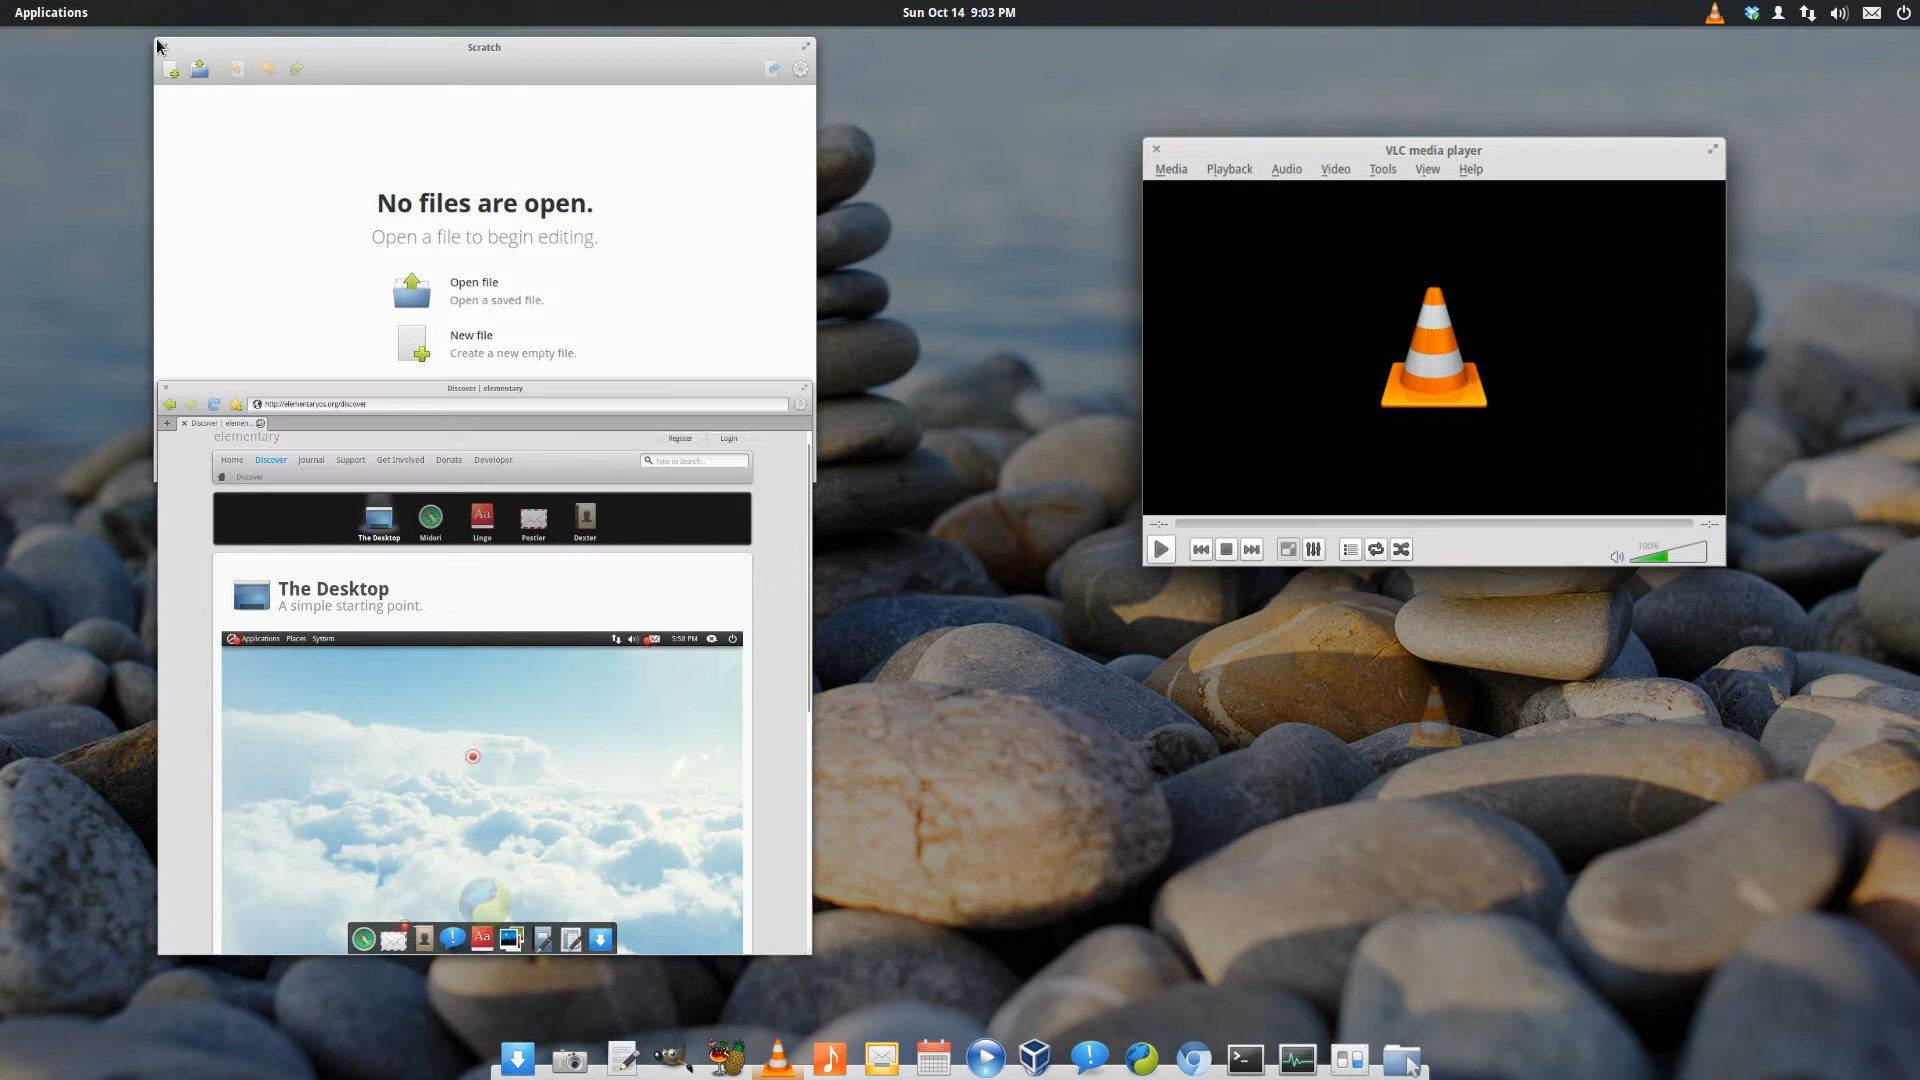 Applications
Sun Oct 14 9:03 PM
Scratch
No files are open.
Open a file to begin editing.
Open file
Open a saved file.
New file
Create a new empty file.
Discover | elementary
http://elementaryos.org/discover
Discover | elemen...
elementary
Register
Login
Home Discover Journal Support Get Involved Donate Developer
Type to Search...
Discover
The Desktop Midori Lingo Postler Dexter
Aa
The Desktop
A simple starting point.
Applications Places System
5:58 PM
Aa
VLC media player
Media Playback Audio Video Tools View Help
--:-- --:--
100%